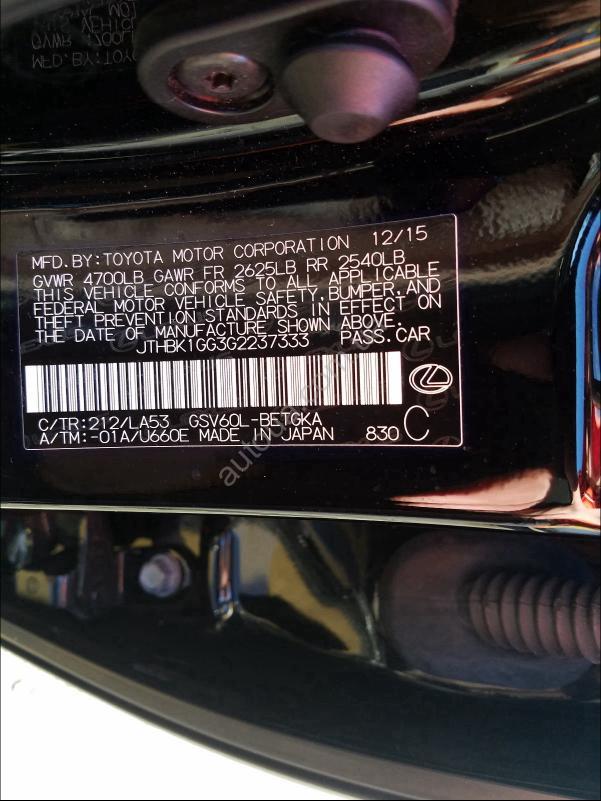 MFD.BY:TOYOTA MOTOR CORPORATION 12/15
GVWR 4700LB GAWR FR 2625LB RR 2540LB
THIS VEHICLE CONFORMS TO ALL APPLICABLE
FEDERAL MOTOR VEHICLE SAFETY,BUMPER,AND
THEFT PREVENTION STANDARDS IN EFFECT ON
THE DATE OF MANUFACTURE SHOWN ABOVE.
JTHBK1GG3G2237333 PASS.CAR
C/TR:212/LA53 GSV60L-BETGKA
A/TM:-01A/U660E MADE IN JAPAN 830 C